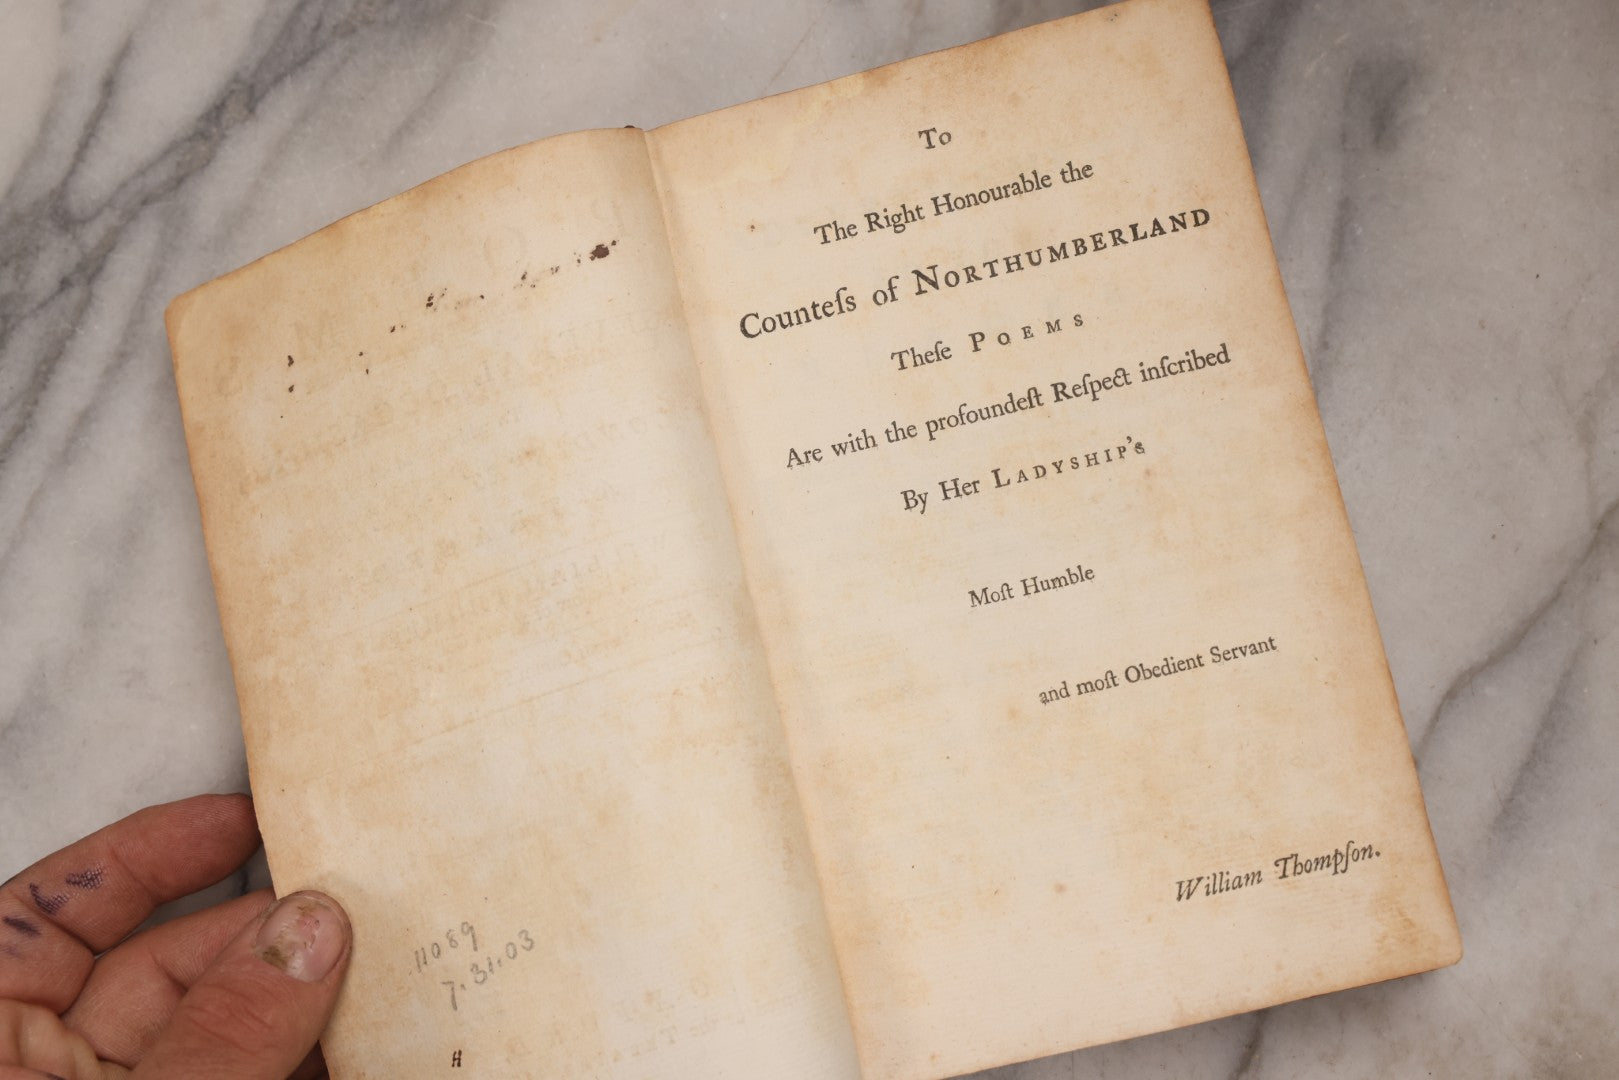 11089
7.31.03
H
To
The Right Honourable the
Counteſs of NORTHUMBERLAND
Theſe POEMS
Are with the profoundeſt Reſpect inſcribed
By Her LADYSHIP's
Moſt Humble
and moſt Obedient Servant
William Thompſon.